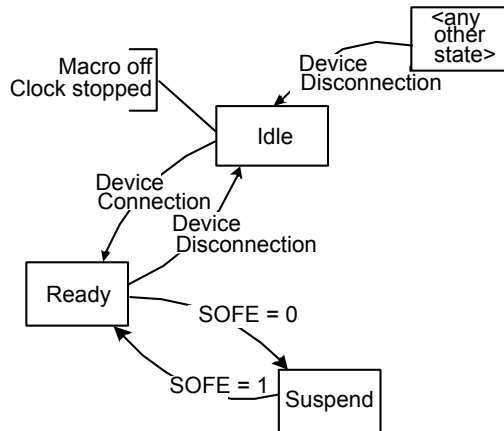 <any
other
state>
Device
Disconnection
Macro off
Clock stopped
Idle
Device
Connection
Device
Disconnection
Ready
SOFE = 0
SOFE = 1
Suspend